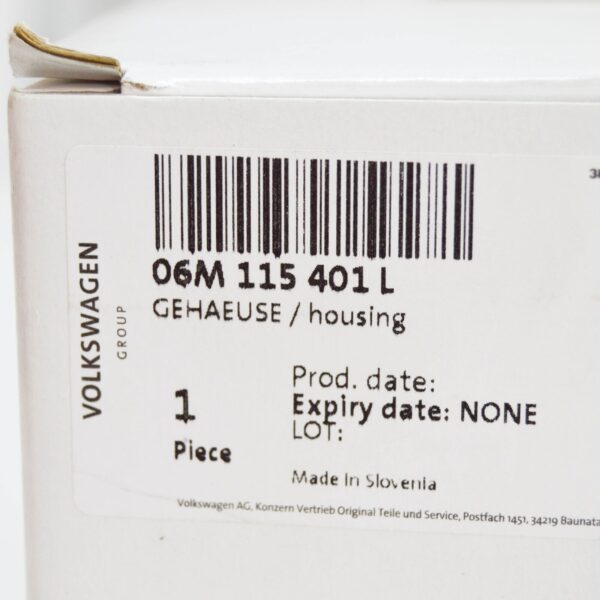 VOLKSWAGEN
GROUP
06M 115 401 L
GEHAEUSE / housing
1
Piece
Prod. date:
Expiry date: NONE
LOT:
Made In Slovenia
Volkswagen AG, Konzern Vertrieb Original Teile und Service, Postfach 1451, 34219 Baunata